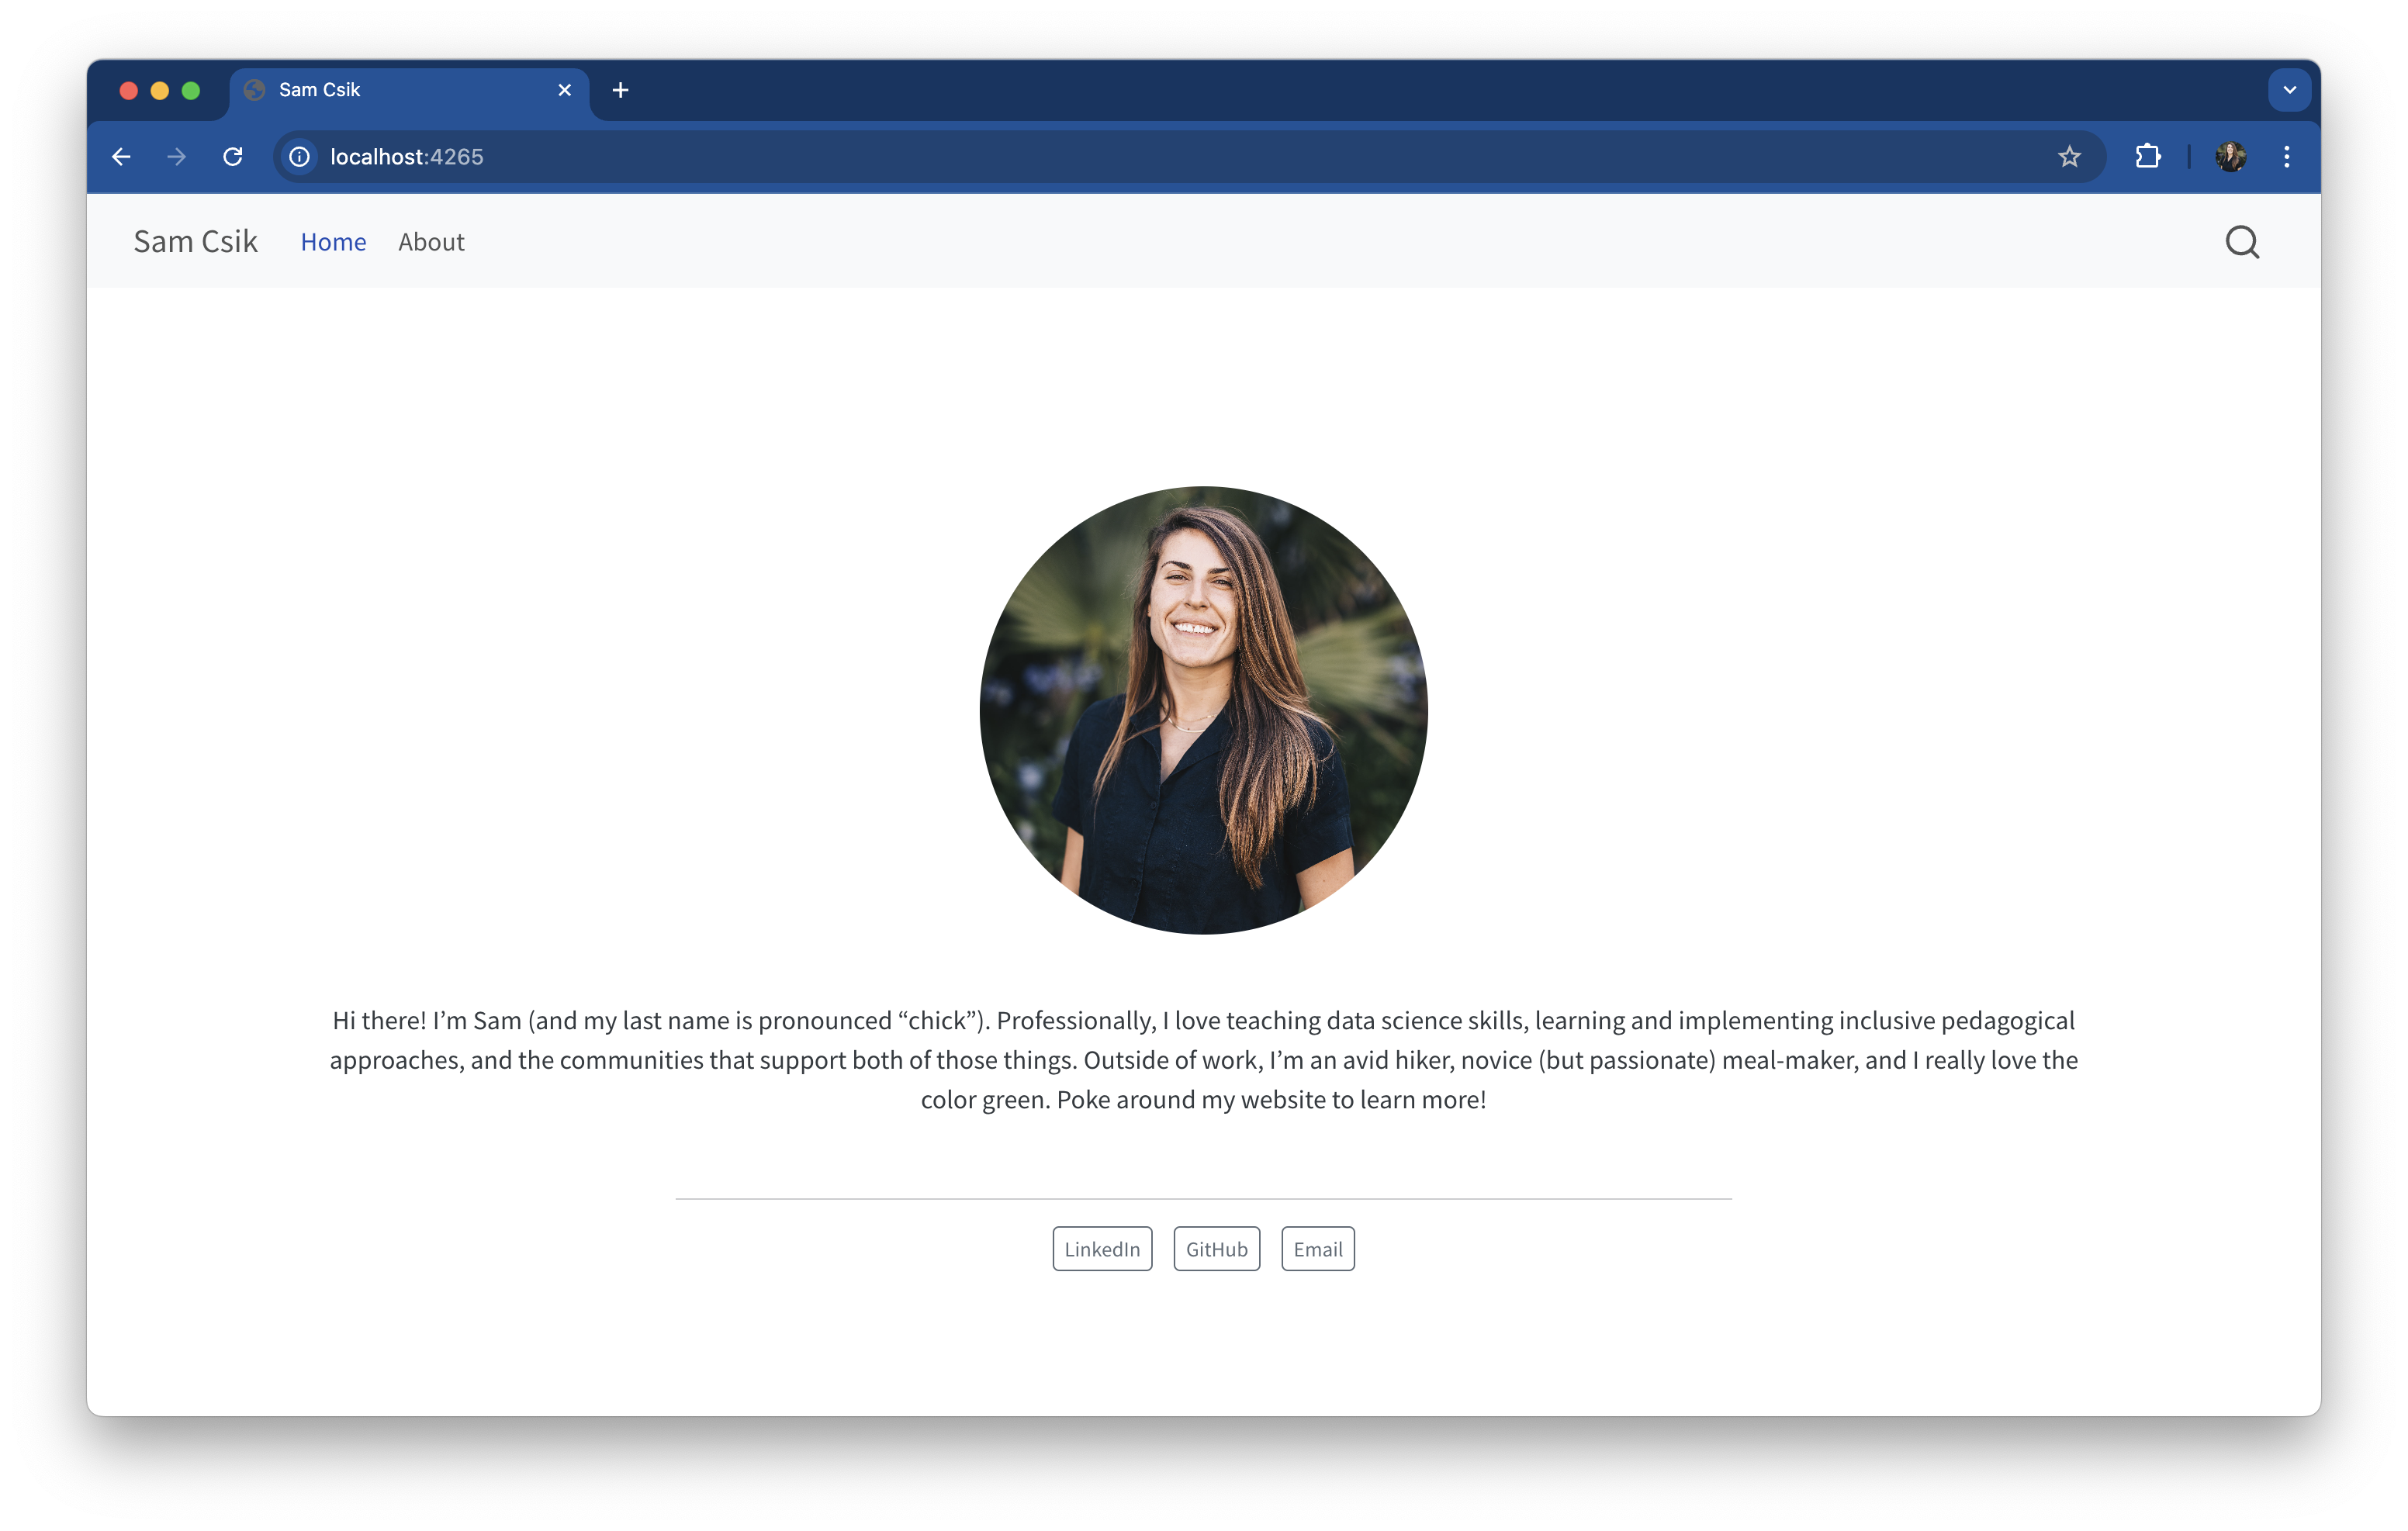 Sam Csik
localhost:4265
Sam Csik Home About
Hi there! I’m Sam (and my last name is pronounced “chick”). Professionally, I love teaching data science skills, learning and implementing inclusive pedagogical
approaches, and the communities that support both of those things. Outside of work, I’m an avid hiker, novice (but passionate) meal-maker, and I really love the
color green. Poke around my website to learn more!
LinkedIn GitHub Email